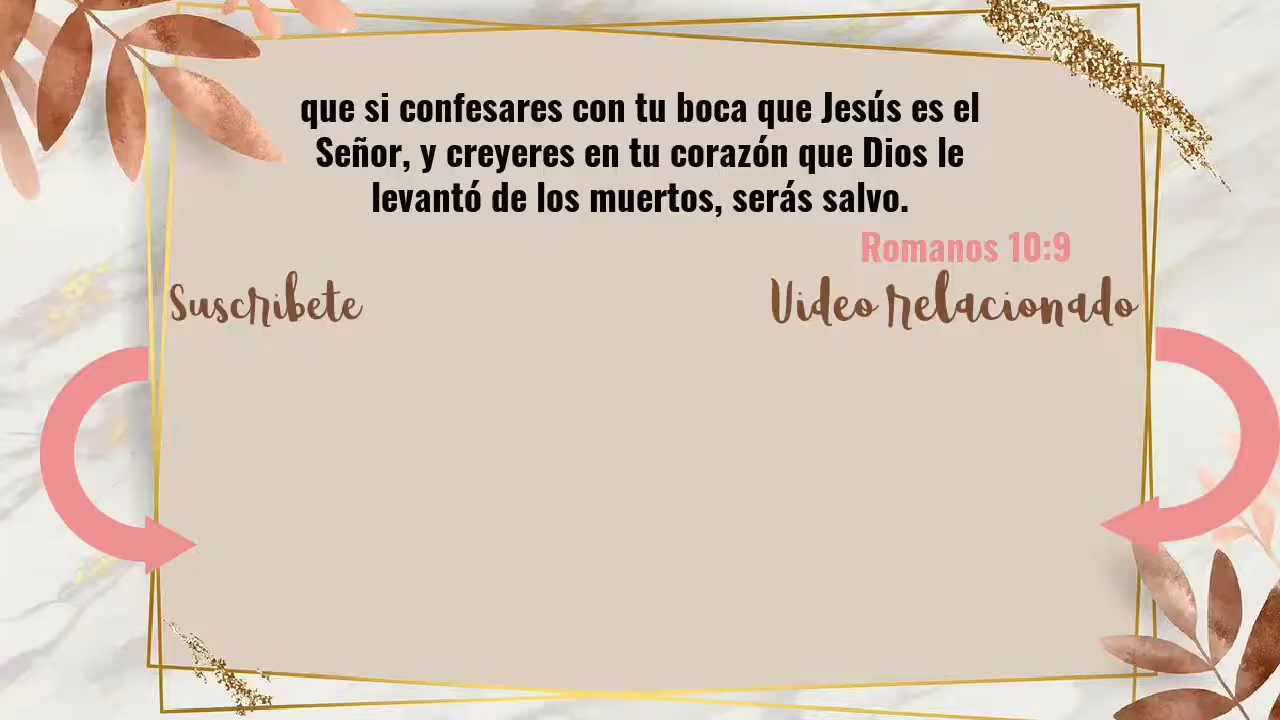 que si confesares con tu boca que Jesús es el
Señor, y creyeres en tu corazón que Dios le
levantó de los muertos, serás salvo.
Romanos 10:9
Suscribete
Video relacionado